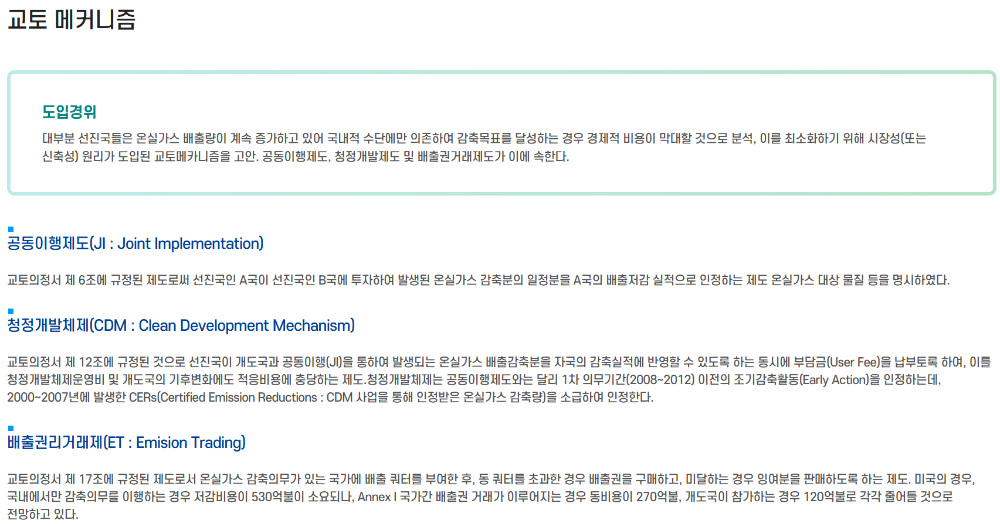 교토 메커니즘
도입경위
대부분 선진국들은 온실가스 배출량이 계속 증가하고 있어 국내적 수단에만 의존하여 감축목표를 달성하는 경우 경제적 비용이 막대할 것으로 분석, 이를 최소화하기 위해 시장성(또는
신축성) 원리가 도입된 교토메카니즘을 고안. 공동이행제도, 청정개발제도 및 배출권거래제도가 이에 속한다.
공동이행제도(JI : Joint Implementation)
교토의정서 제 6조에 규정된 제도로써 선진국인 A국이 선진국인 B국에 투자하여 발생된 온실가스 감축분의 일정분을 A국의 배출저감 실적으로 인정하는 제도 온실가스 대상 물질 등을 명시하였다.
청정개발체제(CDM : Clean Development Mechanism)
교토의정서 제 12조에 규정된 것으로 선진국이 개도국과 공동이행(JI)을 통하여 발생되는 온실가스 배출감축분을 자국의 감축실적에 반영할 수 있도록 하는 동시에 부담금(User Fee)을 납부토록 하여, 이를
청정개발체제운영비 및 개도국의 기후변화에도 적응비용에 충당하는 제도.청정개발체제는 공동이행제도와는 달리 1차 의무기간(2008~2012) 이전의 조기감축활동(Early Action)을 인정하는데,
2000~2007년에 발생한 CERs(Certified Emission Reductions : CDM 사업을 통해 인정받은 온실가스 감축량)을 소급하여 인정한다.
배출권리거래제(ET : Emision Trading)
교토의정서 제 17조에 규정된 제도로서 온실가스 감축의무가 있는 국가에 배출 쿼터를 부여한 후, 동 쿼터를 초과한 경우 배출권을 구매하고, 미달하는 경우 잉여분을 판매하도록 하는 제도. 미국의 경우,
국내에서만 감축의무를 이행하는 경우 저감비용이 530억불이 소요되나, Annex I 국가간 배출권 거래가 이루어지는 경우 동비용이 270억불, 개도국이 참가하는 경우 120억불로 각각 줄어들 것으로
전망하고 있다.